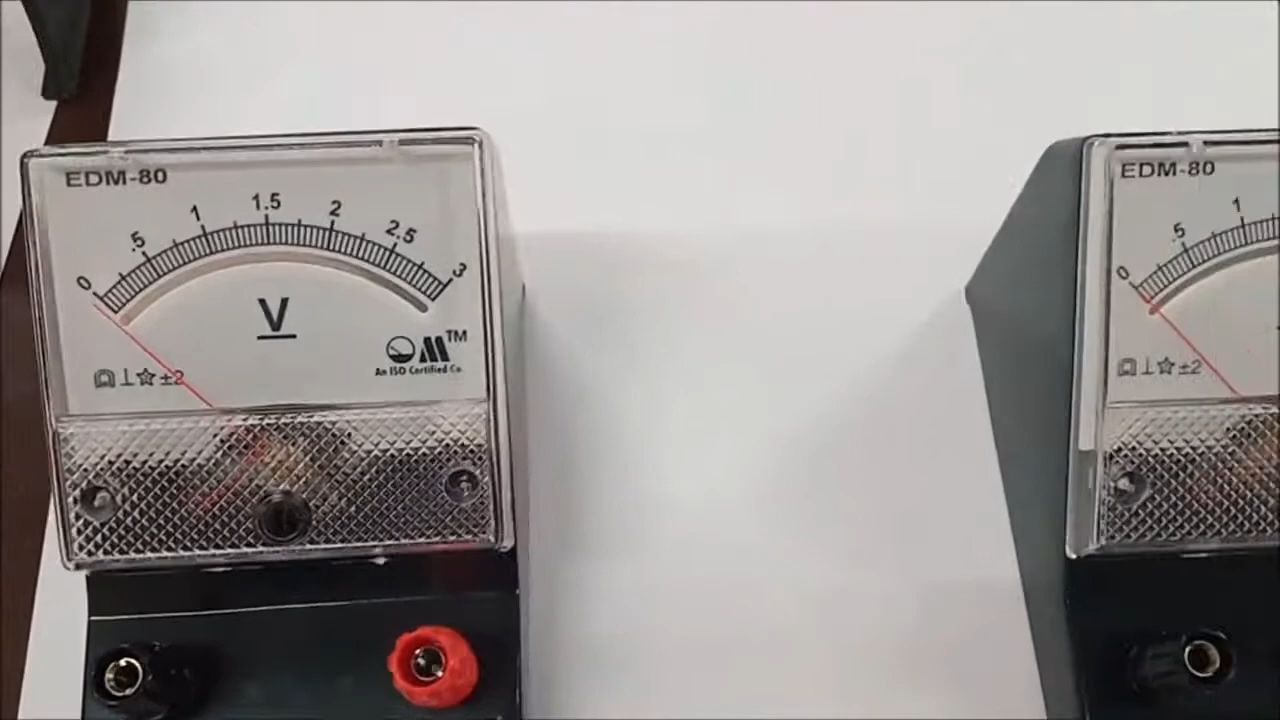 EDM-80
0 .5 1 1.5 2 2.5 3
V
TM
An ISO Certified Co.
±2
EDM-80
0 .5 1
±2